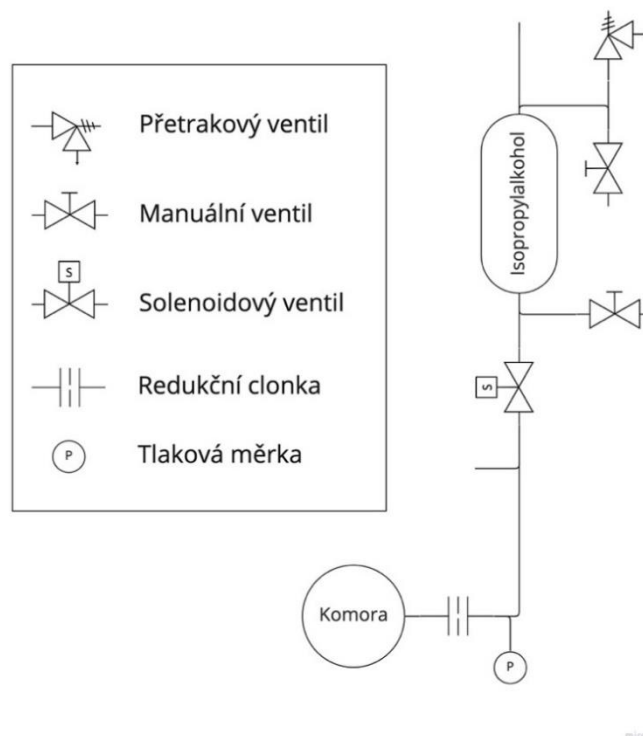 Přetrakový ventil
Manuální ventil
S
Solenoidový ventil
Redukční clonka
P
Tlaková měrka
Isopropylalkohol
S
Komora
P